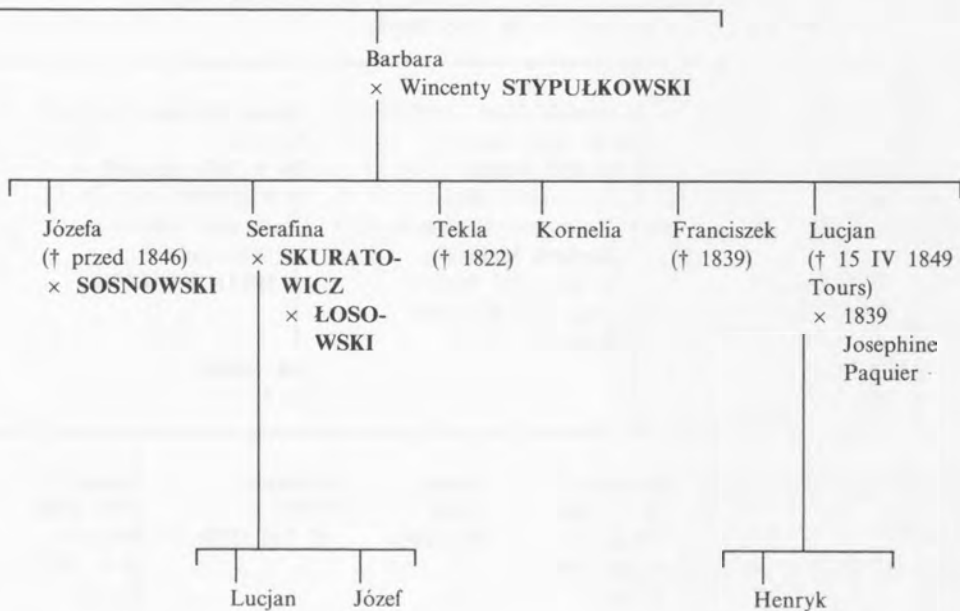 Barbara
× Wincenty STYPUŁKOWSKI
Józefa
(† przed 1846)
× SOSNOWSKI
Serafina
× SKURATO-
WICZ
× ŁOSO-
WSKI
Tekla
(† 1822)
Kornelia
Franciszek
(† 1839)
Lucjan
(† 15 IV 1849
Tours)
× 1839
Josephine
Paquier
Lucjan
Józef
Henryk